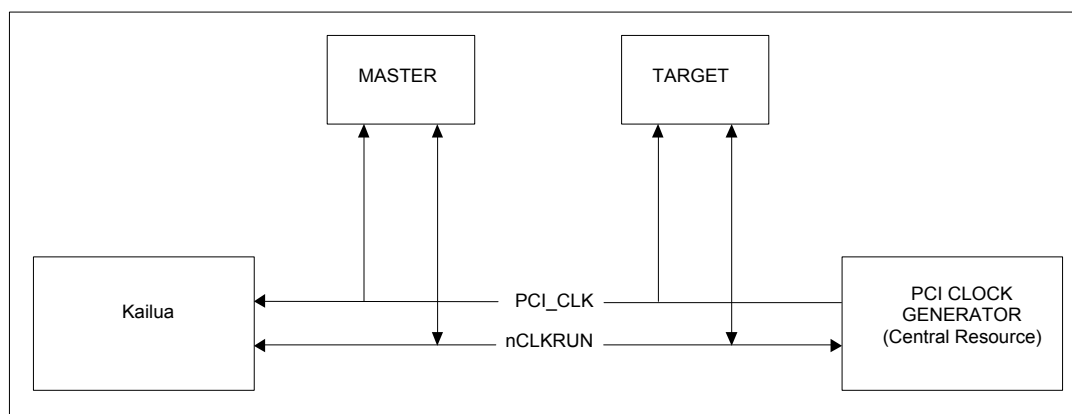 MASTER
TARGET
Kailua
PCI_CLK
nCLKRUN
PCI CLOCK
GENERATOR
(Central Resource)